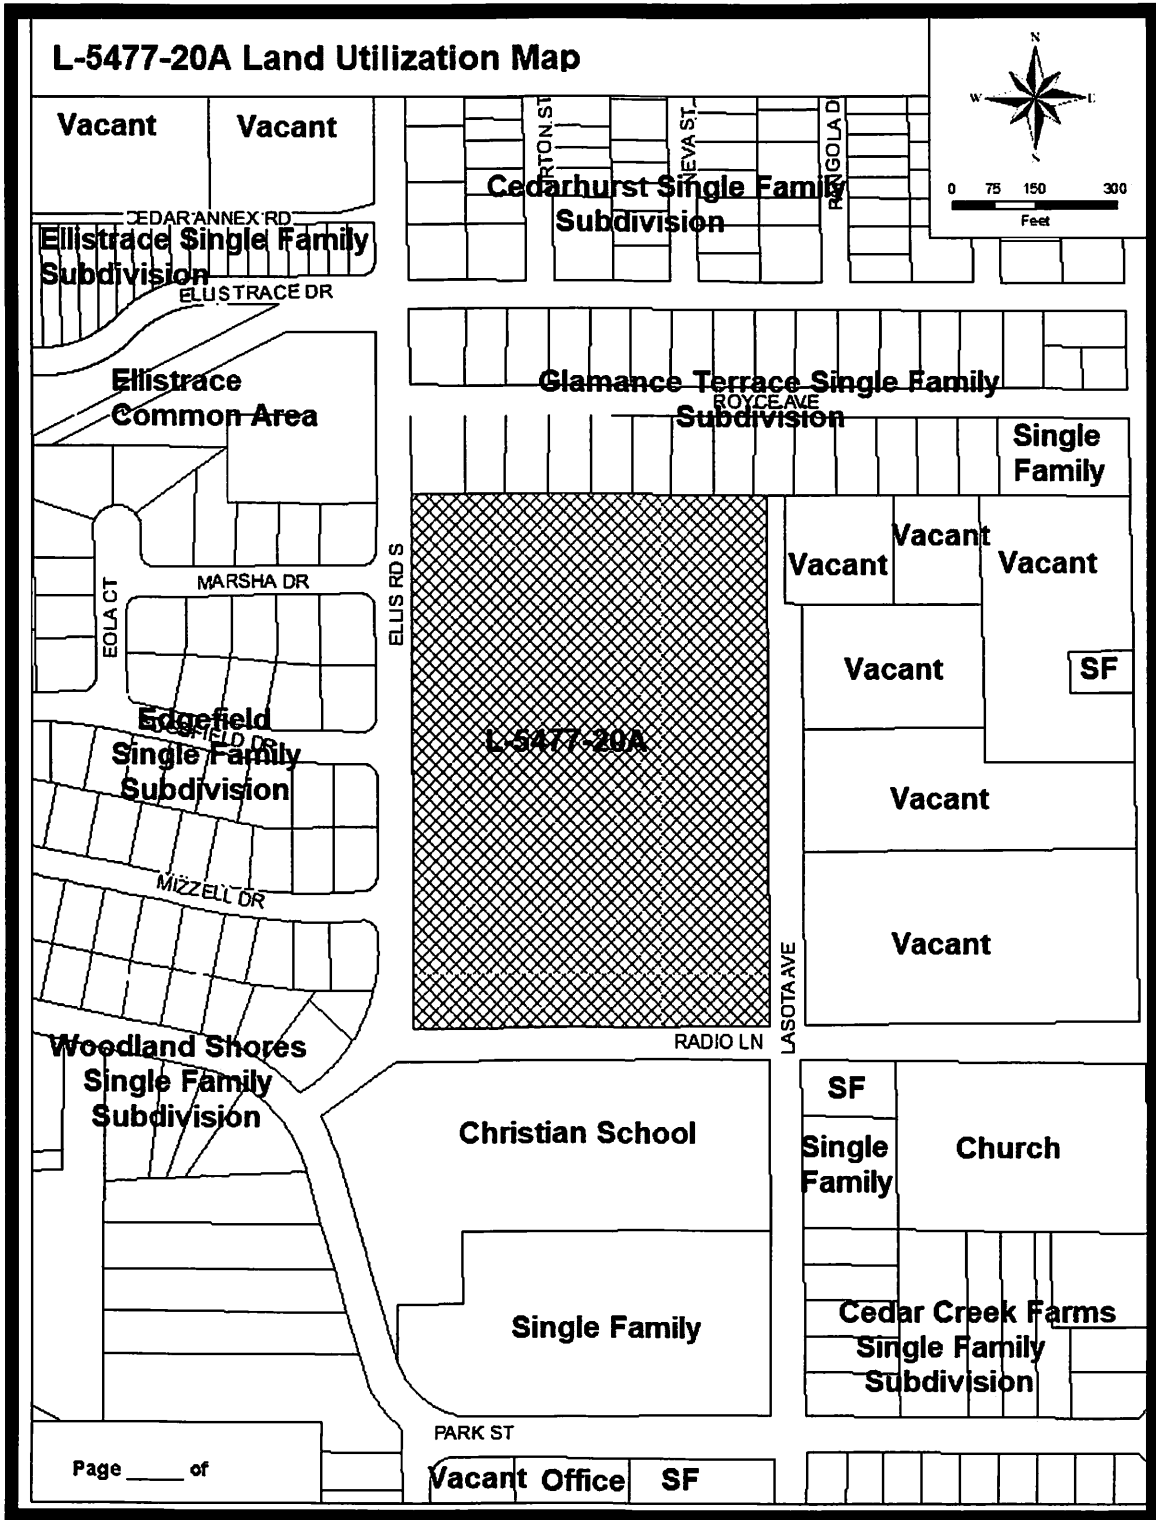 L-5477-20A Land Utilization Map
N
W
E
S
0 75 150 300
Feet
Vacant
Vacant
NEVA ST
Cedarhurst Single Family
Subdivision
CEDAR ANNEX RD
Ellistrace Single Family
Subdivision
ELLISTRACE DR
Ellistrace
Common Area
Glamance Terrace Single Family
ROYCE AVE
Subdivision
Single
Family
Vacant
Vacant
Vacant
ELLIS RD S
MARSHA DR
EOLA CT
Vacant
SF
Edgefield
Single Family
Subdivision
L-5477-20A
Vacant
MIZZELL DR
Vacant
LASOTA AVE
RADIO LN
Woodland Shores
Single Family
Subdivision
SF
Christian School
Single
Family
Church
Single Family
Cedar Creek Farms
Single Family
Subdivision
PARK ST
Page _____ of
Vacant
Office
SF